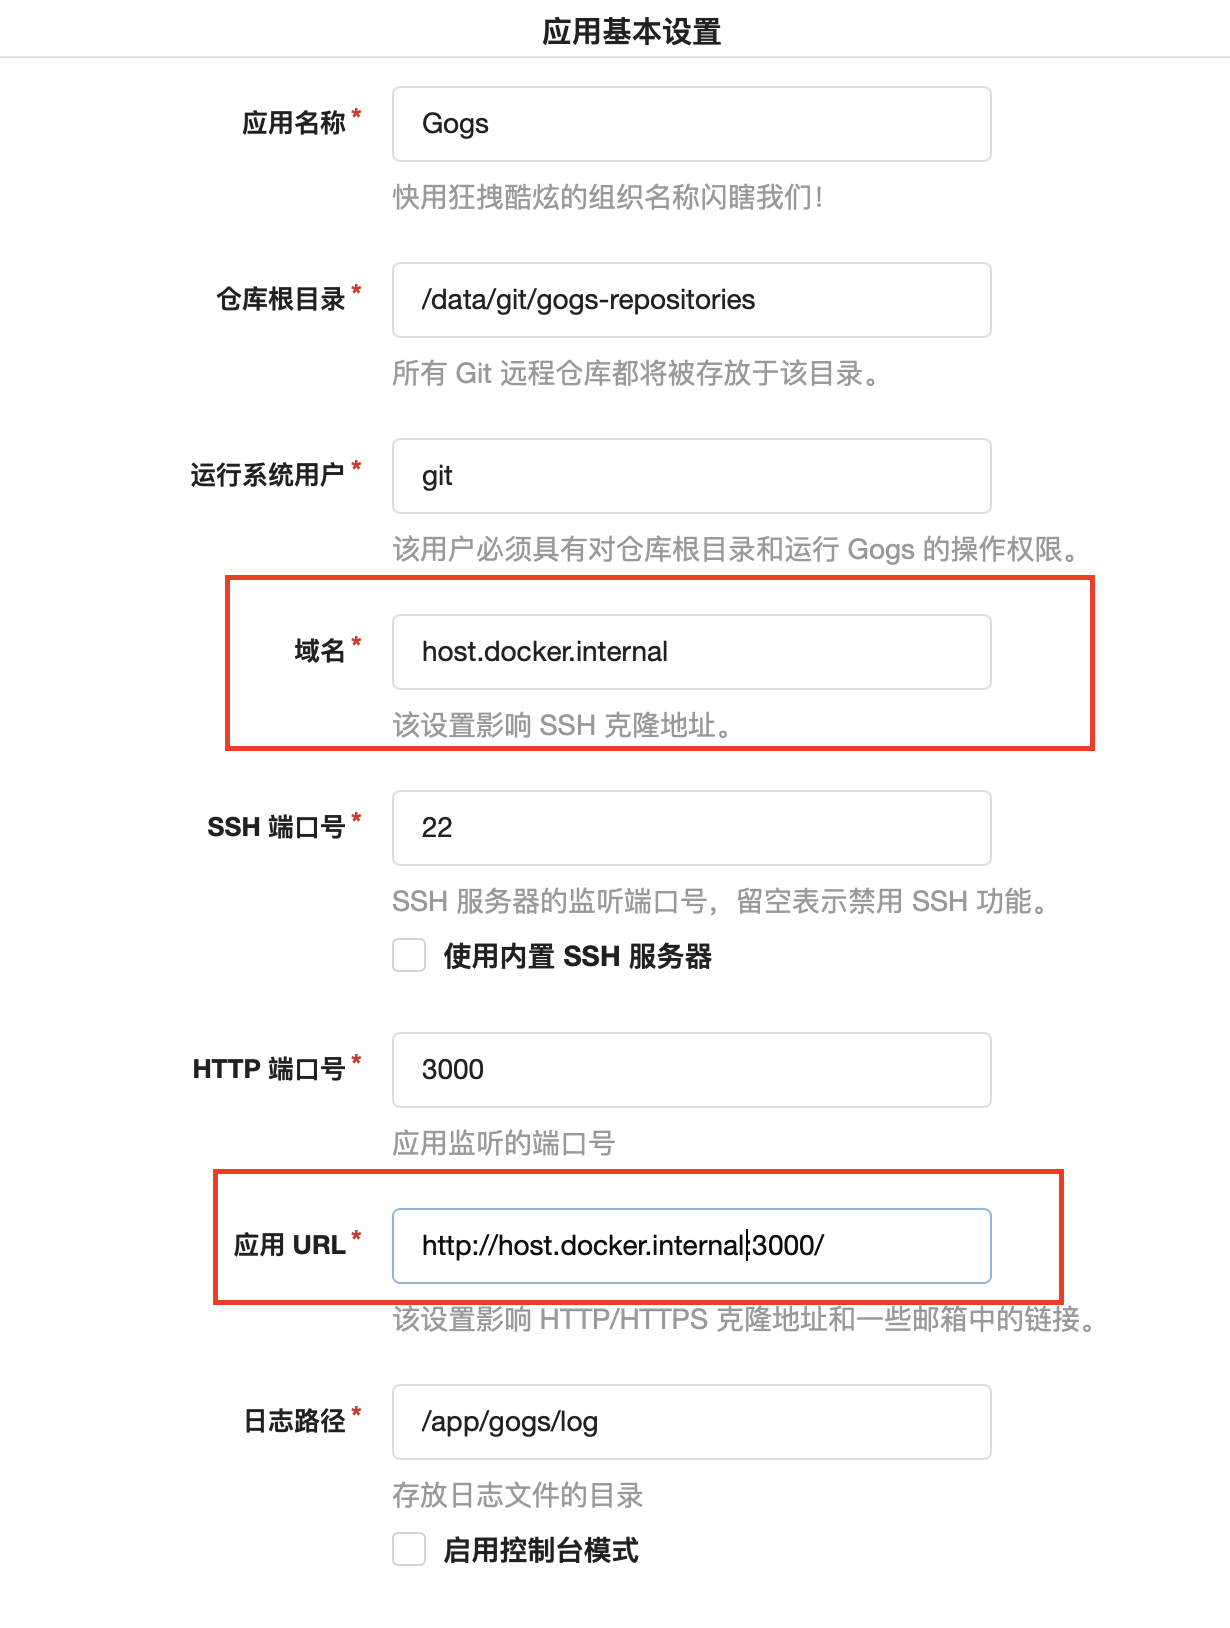 应用基本设置
应用名称*
Gogs
快用狂拽酷炫的组织名称闪瞎我们！
仓库根目录*
/data/git/gogs-repositories
所有 Git 远程仓库都将被存放于该目录。
运行系统用户*
git
该用户必须具有对仓库根目录和运行 Gogs 的操作权限。
域名*
host.docker.internal
该设置影响 SSH 克隆地址。
SSH 端口号*
22
SSH 服务器的监听端口号，留空表示禁用 SSH 功能。
使用内置 SSH 服务器
HTTP 端口号*
3000
应用监听的端口号
应用 URL*
http://host.docker.internal:3000/
该设置影响 HTTP/HTTPS 克隆地址和一些邮箱中的链接。
日志路径*
/app/gogs/log
存放日志文件的目录
启用控制台模式